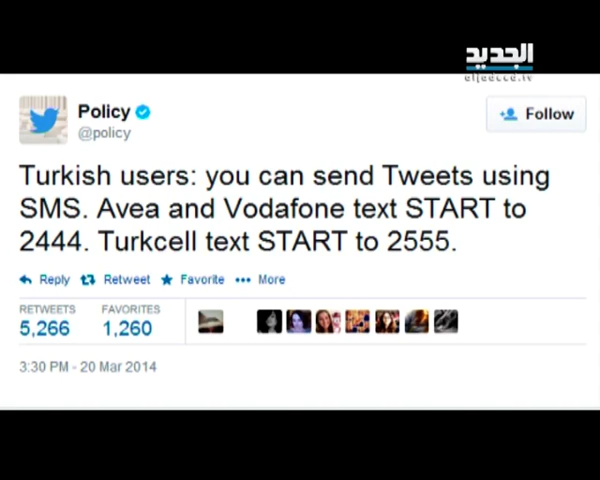 الجديد
aljadeed.tv
Policy
@policy
Follow
Turkish users: you can send Tweets using
SMS. Avea and Vodafone text START to
2444. Turkcell text START to 2555.
Reply Retweet Favorite More
RETWEETS FAVORITES
5,266 1,260
3:30 PM - 20 Mar 2014